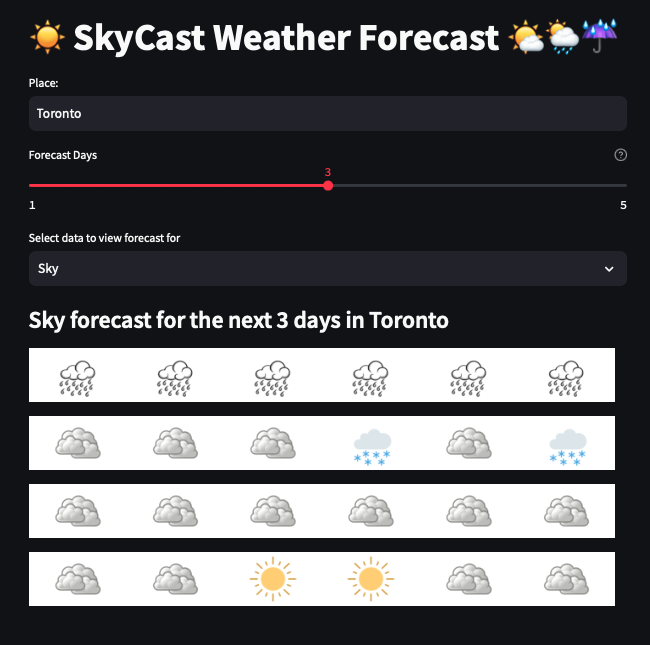 SkyCast Weather Forecast
Place:
Toronto
Forecast Days
?
3
1
5
Select data to view forecast for
Sky
Sky forecast for the next 3 days in Toronto